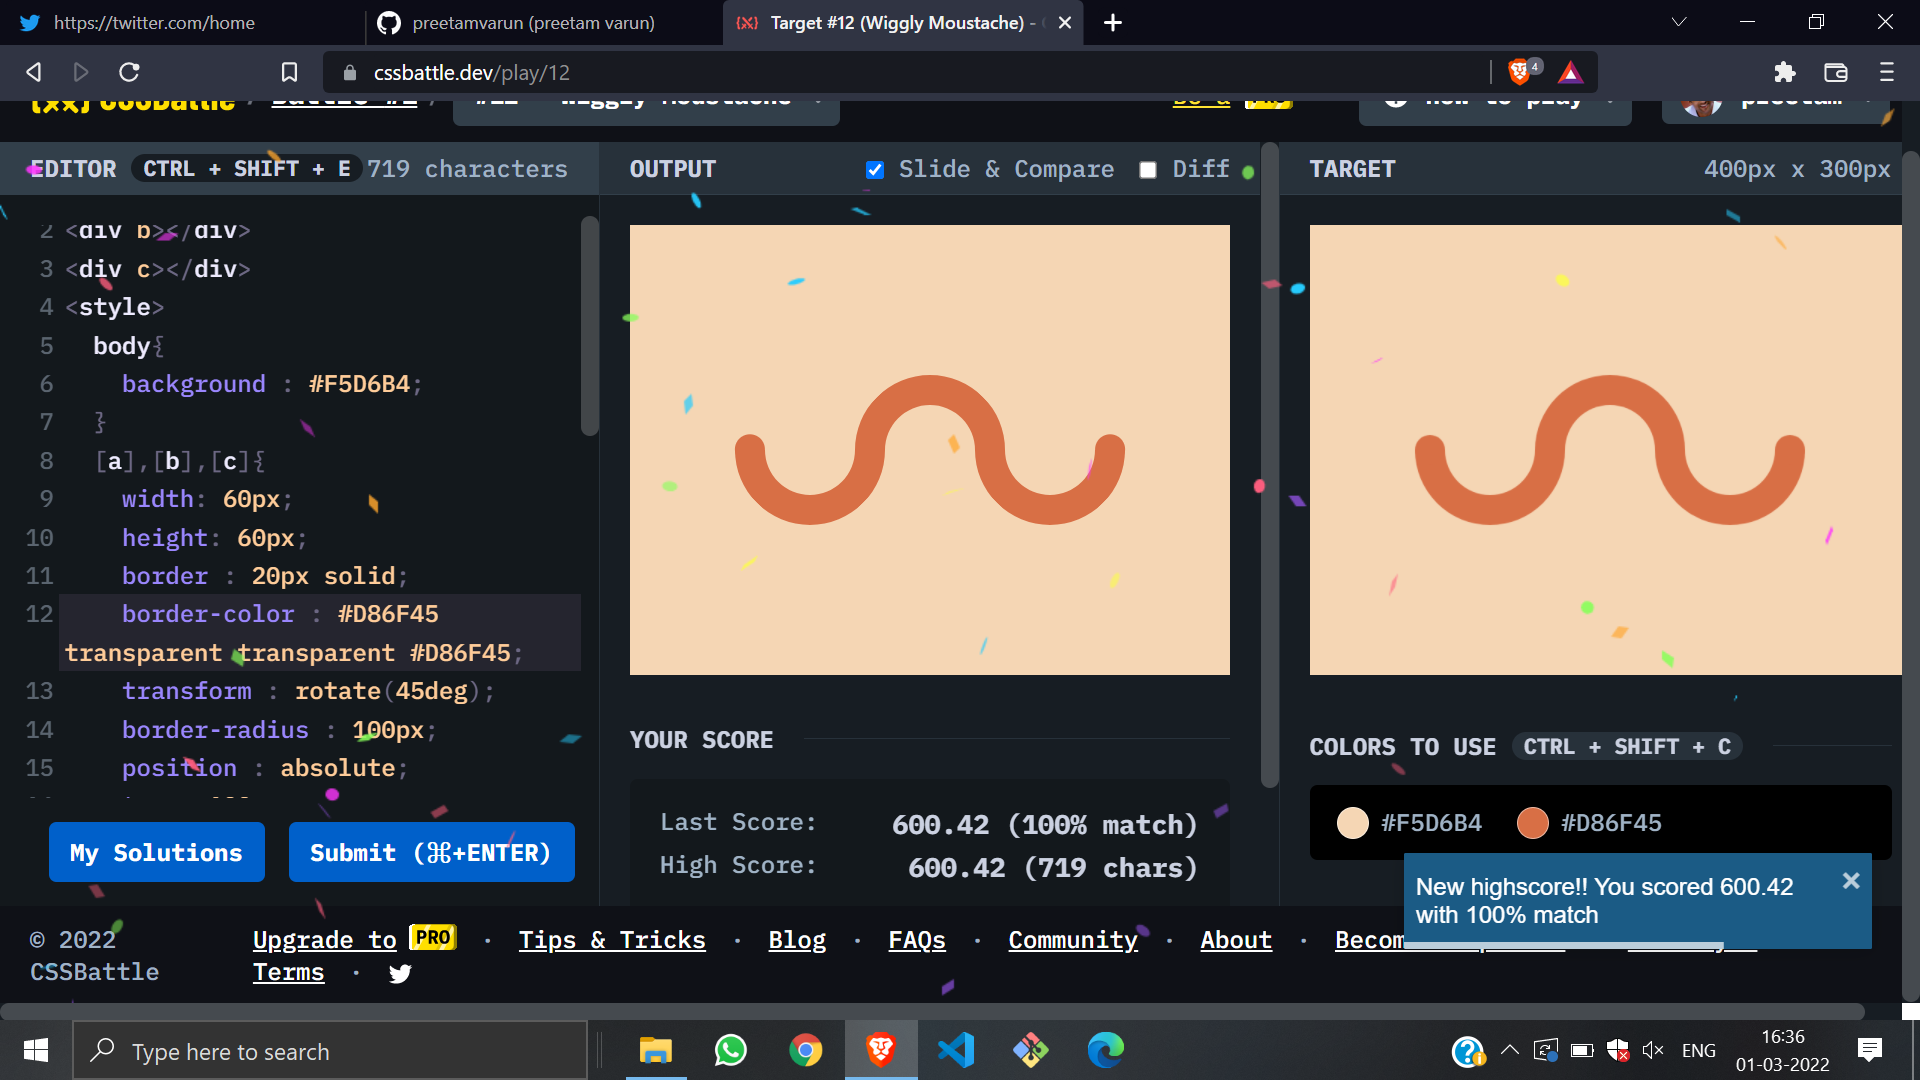 https://twitter.com/home
preetamvarun (preetam varun)
Target #12 (Wiggly Moustache) -
cssbattle.dev/play/12
4
CSSBattle
EDITOR CTRL + SHIFT + E 719 characters
OUTPUT
Slide & Compare
Diff
TARGET
400px x 300px
2 <div b></div>
3 <div c></div>
4 <style>
5 body{
6 background : #F5D6B4;
7 }
8 [a],[b],[c]{
9 width: 60px;
10 height: 60px;
11 border : 20px solid;
12 border-color : #D86F45
transparent transparent #D86F45;
13 transform : rotate(45deg);
14 border-radius : 100px;
15 position : absolute;
My Solutions
Submit (⌘+ENTER)
YOUR SCORE
Last Score: 600.42 (100% match)
High Score: 600.42 (719 chars)
COLORS TO USE CTRL + SHIFT + C
#F5D6B4
#D86F45
New highscore!! You scored 600.42
with 100% match
© 2022
CSSBattle
Upgrade to PRO · Tips & Tricks · Blog · FAQs · Community · About ·
Terms ·
Type here to search
ENG
16:36
01-03-2022